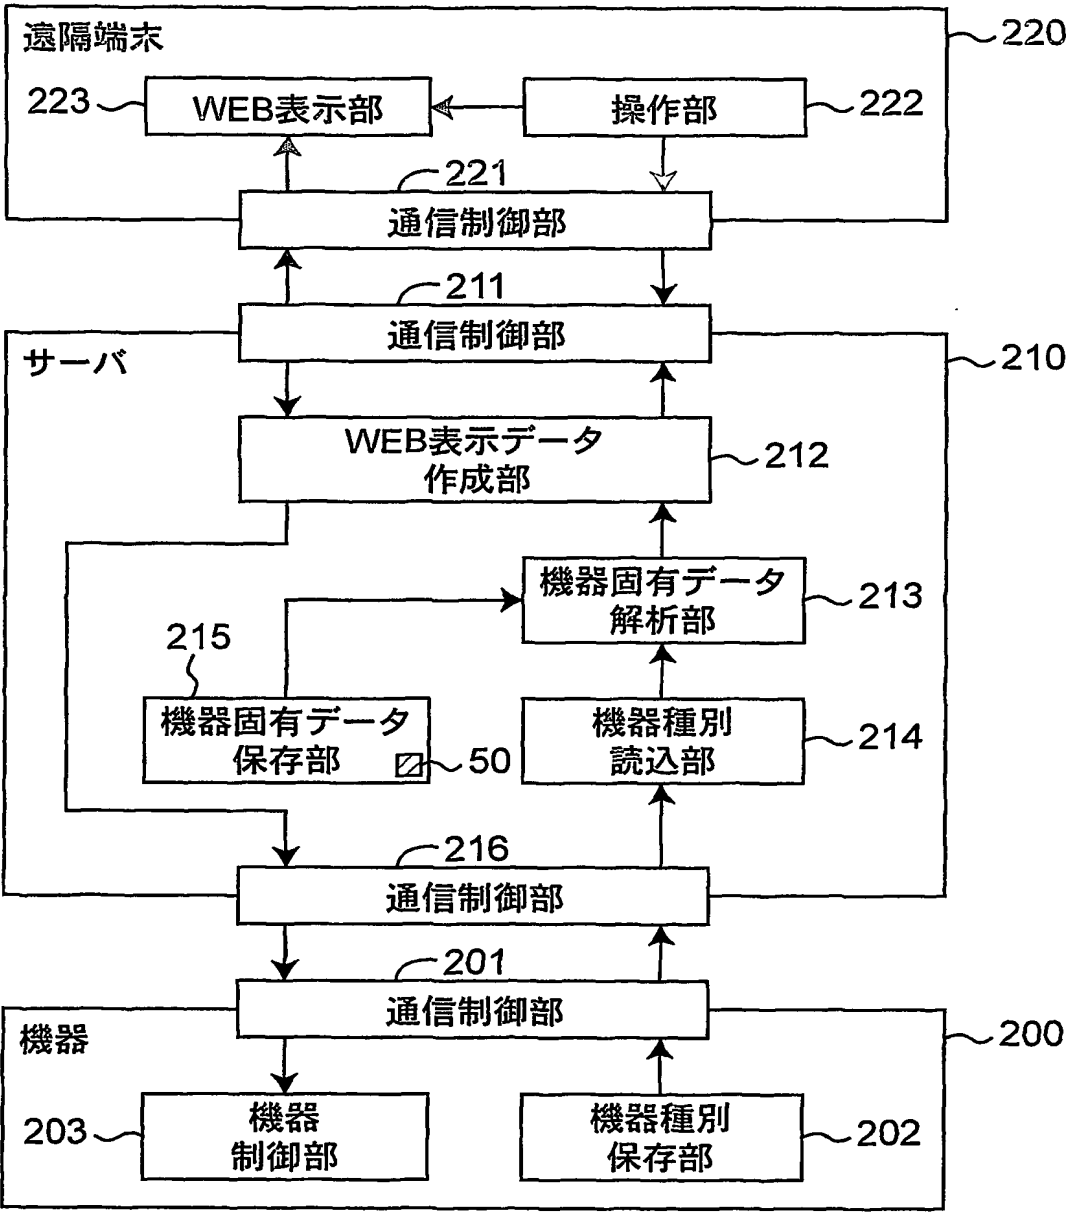 遠隔端末
220
223
WEB表示部
操作部
222
221
通信制御部
211
通信制御部
サーバ
210
WEB表示データ
作成部
212
機器固有データ
解析部
213
215
機器固有データ
保存部
50
機器種別
読込部
214
216
通信制御部
201
通信制御部
機器
200
203
機器
制御部
機器種別
保存部
202